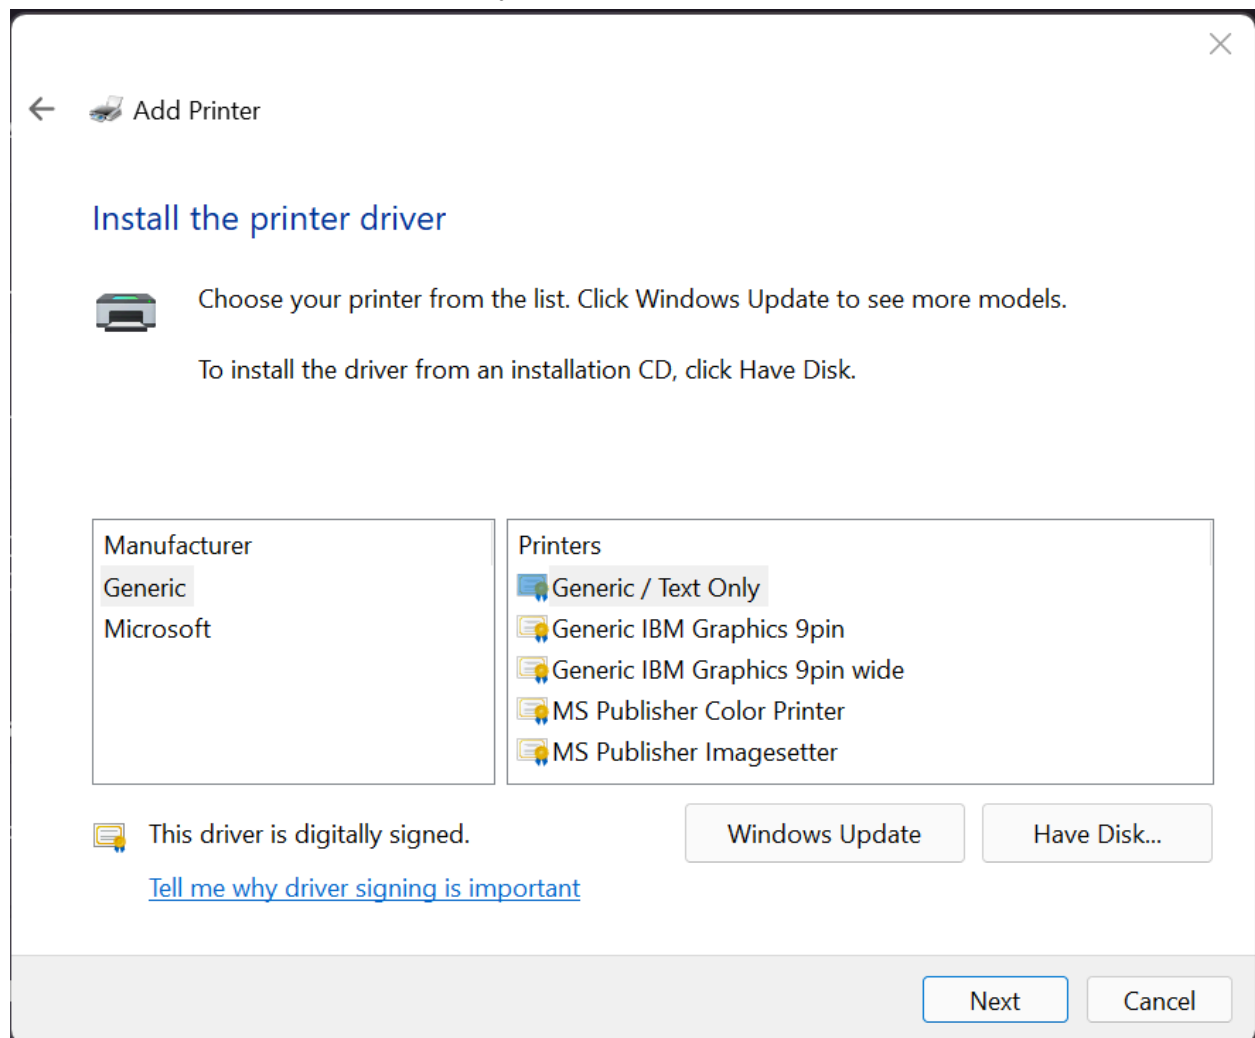 Add Printer
Install the printer driver
Choose your printer from the list. Click Windows Update to see more models.
To install the driver from an installation CD, click Have Disk.
Manufacturer
Generic
Microsoft
Printers
Generic / Text Only
Generic IBM Graphics 9pin
Generic IBM Graphics 9pin wide
MS Publisher Color Printer
MS Publisher Imagesetter
This driver is digitally signed.
Windows Update
Have Disk...
Tell me why driver signing is important
Next
Cancel